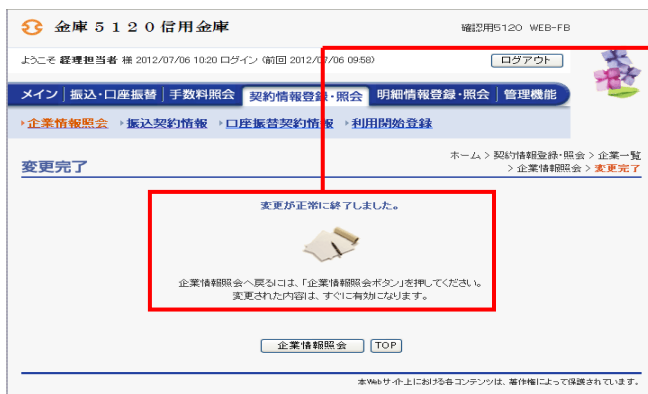 金庫５１２０信用金庫
確認用5120 WEB-FB
ようこそ 経理担当者 様 2012/07/06 10:20 ログイン (前回 2012/07/06 09:58)
ログアウト
メイン 振込・口座振替 手数料照会 契約情報登録・照会 明細情報登録・照会 管理機能
企業情報照会 振込契約情報 口座振替契約情報 利用開始登録
変更完了
ホーム > 契約情報登録・照会 > 企業一覧
> 企業情報照会 > 変更完了
変更が正常に終了しました。
企業情報照会へ戻るには、「企業情報照会ボタン」を押してください。
変更された内容は、すぐに有効になります。
企業情報照会 TOP
本Webサイト上における各コンテンツは、著作権によって保護されています。